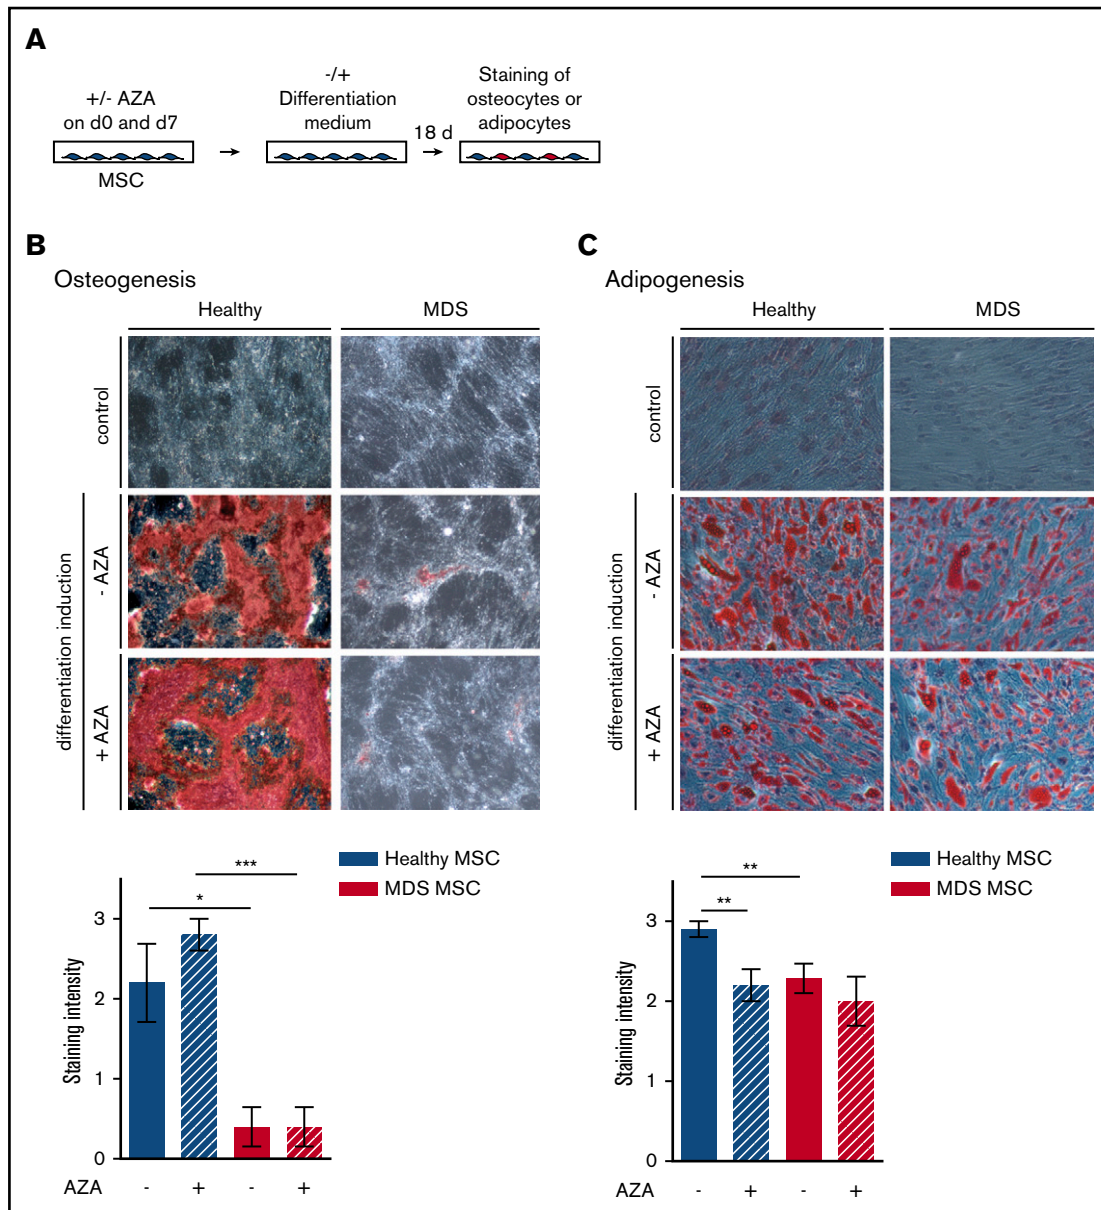 A
+/- AZA
on d0 and d7
MSC
-/+
Differentiation
medium
18 d
Staining of
osteocytes or
adipocytes
B
Osteogenesis
Healthy
MDS
control
- AZA
+ AZA
differentiation induction
Healthy MSC
MDS MSC
***
*
Staining intensity
3
2
1
0
AZA - + - +
C
Adipogenesis
Healthy
MDS
control
- AZA
+ AZA
differentiation induction
Healthy MSC
MDS MSC
**
**
Staining intensity
3
2
1
0
AZA - + - +